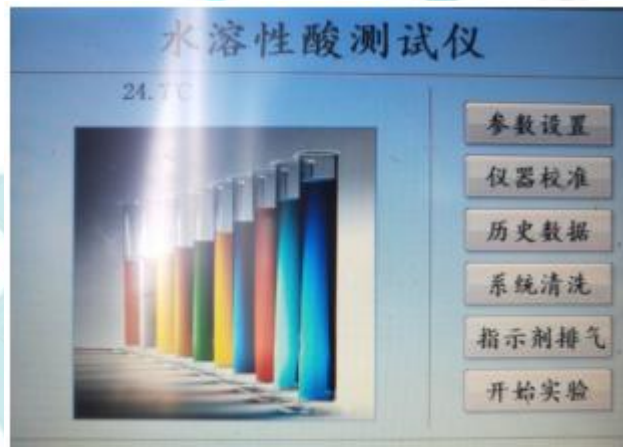 水溶性酸测试仪
24.7℃
参数设置
仪器校准
历史数据
系统清洗
指示剂排气
开始实验